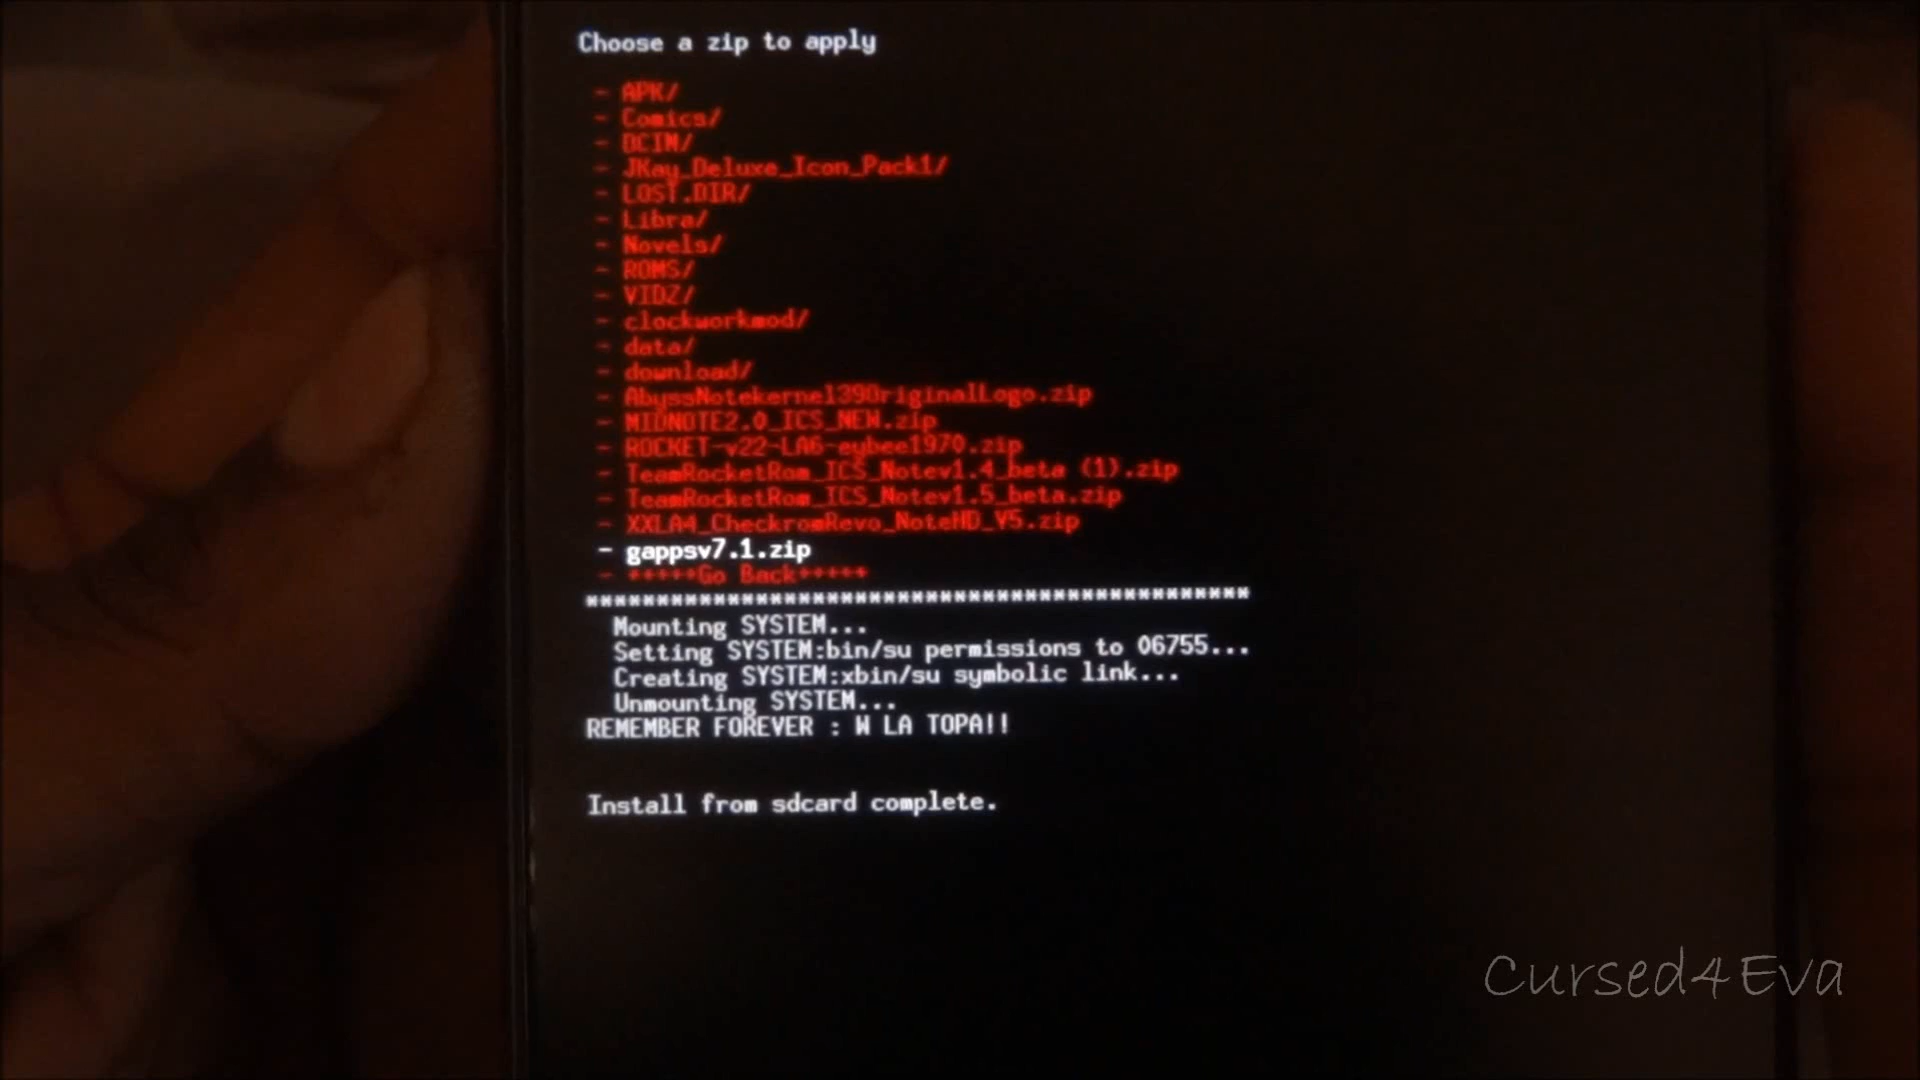 Choose a zip to apply
- APK/
- Comics/
- DCIM/
- JKay_Deluxe_Icon_Pack1/
- LOST.DIR/
- Libra/
- Novels/
- ROMS/
- VIDZ/
- clockworkmod/
- data/
- download/
- AbyssNotekernel39OriginalLogo.zip
- MIDNOTE2.0_ICS_NEW.zip
- ROCKET-v22-LA6-eybee1970.zip
- TeamRocketRom_ICS_Notev1.4_beta (1).zip
- TeamRocketRom_ICS_Notev1.5_beta.zip
- XXLA4_CheckromRevo_NoteHD_V5.zip
- gappsv7.1.zip
- +++++Go Back+++++
***********************************************
Mounting SYSTEM...
Setting SYSTEM:bin/su permissions to 06755...
Creating SYSTEM:xbin/su symbolic link...
Unmounting SYSTEM...
REMEMBER FOREVER : W LA TOPA!!
Install from sdcard complete.
Cursed4Eva